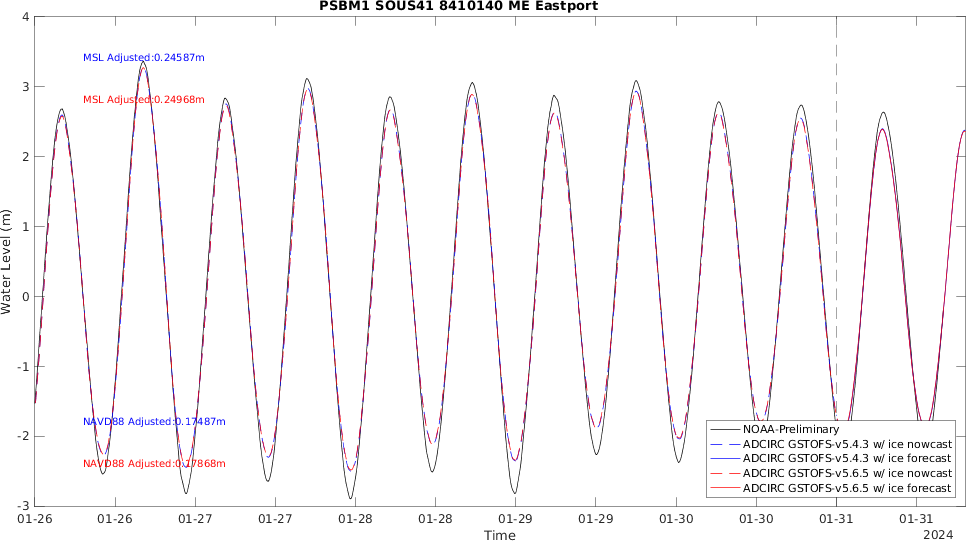 PSBM1 SOUS41 8410140 ME Eastport
4
3
2
1
0
-1
-2
-3
Water Level (m)
MSL Adjusted:0.24587m
MSL Adjusted:0.24968m
NAVD88 Adjusted:0.17487m
NAVD88 Adjusted:0.17868m
NOAA-Preliminary
ADCIRC GSTOFS-v5.4.3 w/ ice nowcast
ADCIRC GSTOFS-v5.4.3 w/ ice forecast
ADCIRC GSTOFS-v5.6.5 w/ ice nowcast
ADCIRC GSTOFS-v5.6.5 w/ ice forecast
01-26 01-26 01-27 01-27 01-28 01-28 01-29 01-29 01-30 01-30 01-31 01-31
Time
2024